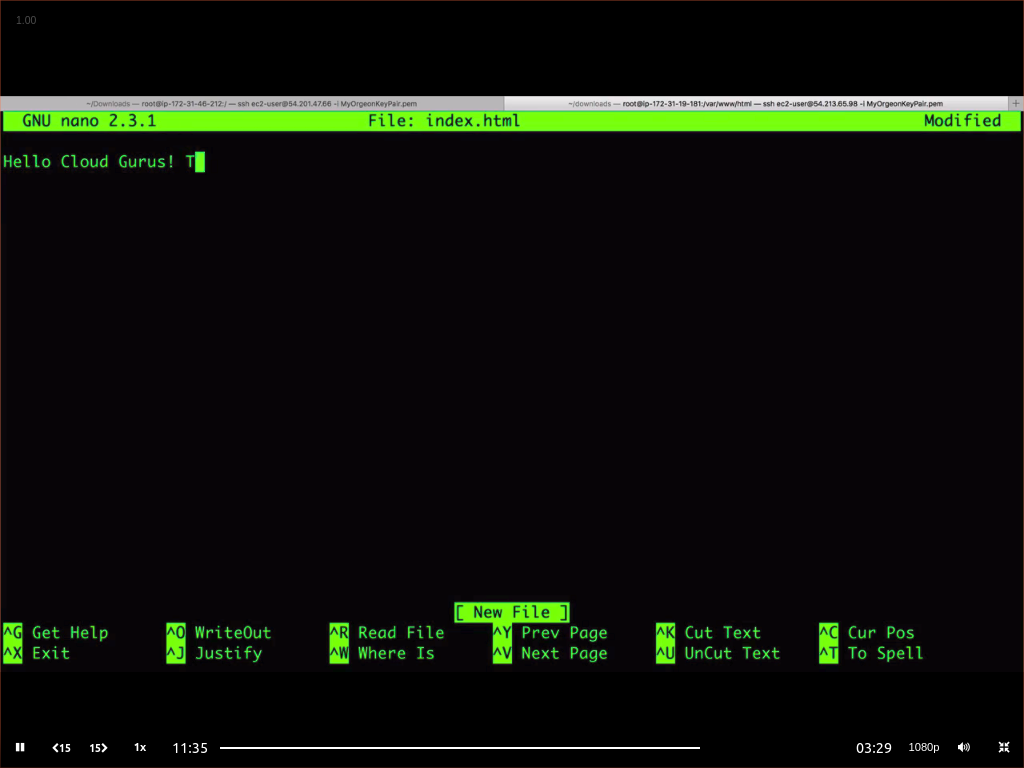 1.00
~/Downloads — root@ip-172-31-46-212:/ — ssh ec2-user@54.201.47.66 -i MyOrgeonKeyPair.pem
~/downloads — root@ip-172-31-19-181:/var/www/html — ssh ec2-user@54.213.65.98 -i MyOrgeonKeyPair.pem +
GNU nano 2.3.1 File: index.html Modified
Hello Cloud Gurus! T
[ New File ]
^G Get Help ^O WriteOut ^R Read File ^Y Prev Page ^K Cut Text ^C Cur Pos
^X Exit ^J Justify ^W Where Is ^V Next Page ^U UnCut Text ^T To Spell
15 15 1x 11:35 03:29 1080p